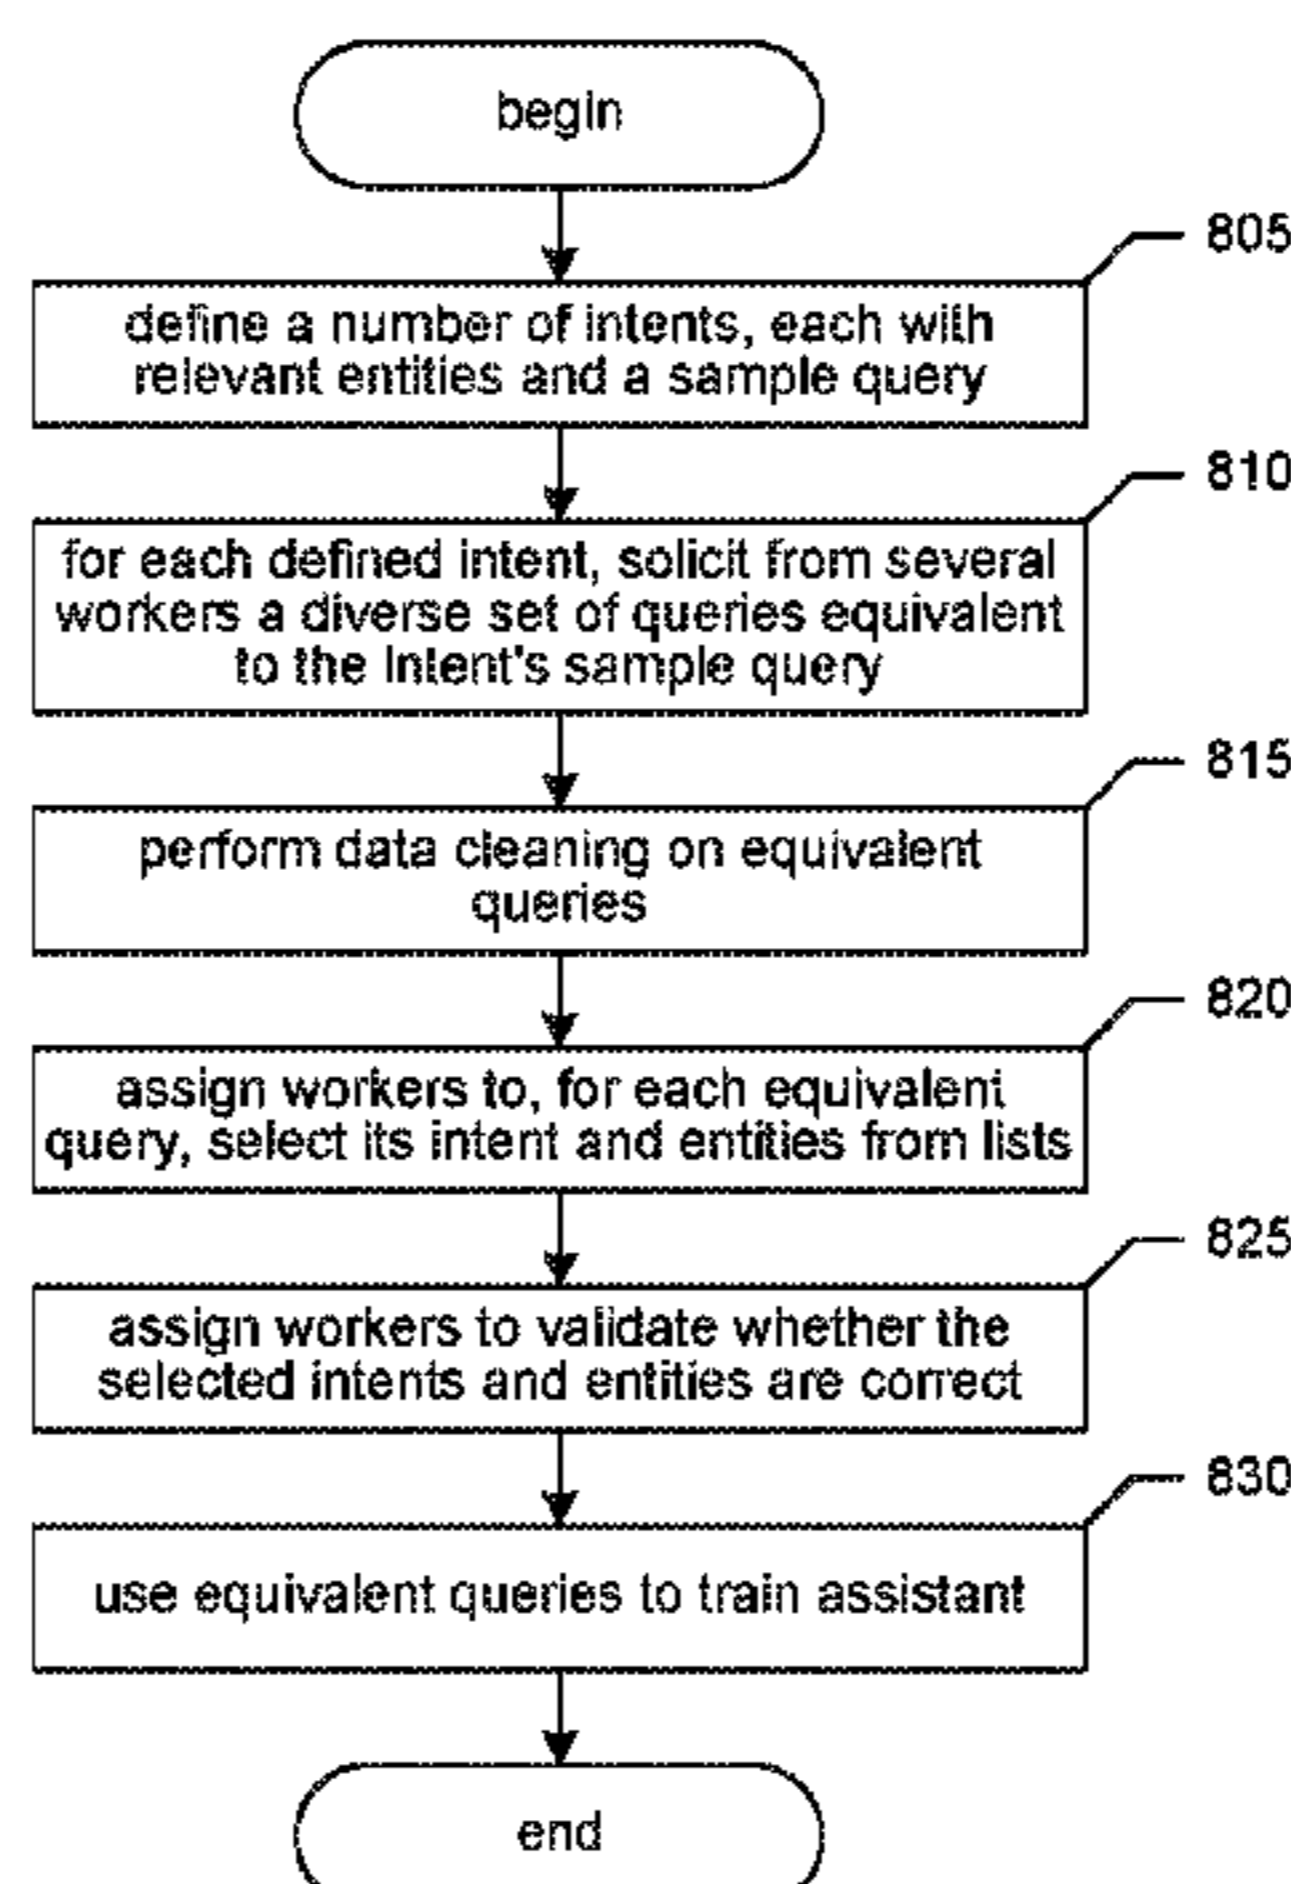 begin
805
define a number of intents, each with
relevant entities and a sample query
810
for each defined intent, solicit from several
workers a diverse set of queries equivalent
to the intent's sample query
815
perform data cleaning on equivalent
queries
820
assign workers to, for each equivalent
query, select its intent and entities from lists
825
assign workers to validate whether the
selected intents and entities are correct
830
use equivalent queries to train assistant
end